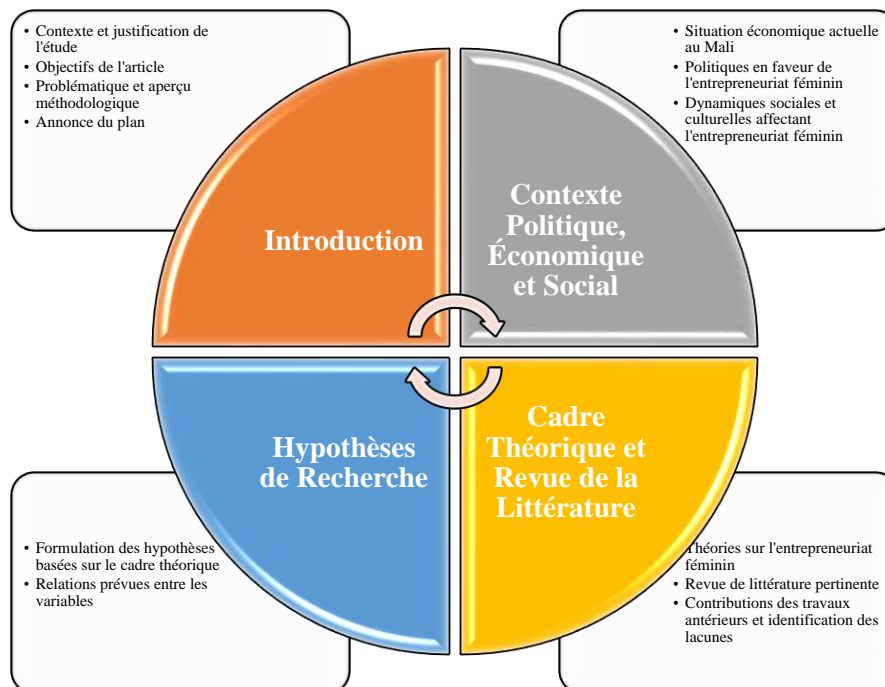 • Contexte et justification de
l'étude
• Objectifs de l'article
• Problématique et aperçu
méthodologique
• Annonce du plan
• Situation économique actuelle
au Mali
• Politiques en faveur de
l'entrepreneuriat féminin
• Dynamiques sociales et
culturelles affectant
l'entrepreneuriat féminin
Introduction
Contexte
Politique,
Économique
et Social
Hypothèses
de Recherche
Cadre
Théorique et
Revue de la
Littérature
• Formulation des hypothèses
basées sur le cadre théorique
• Relations prévues entre les
variables
Théories sur l'entrepreneuriat
féminin
• Revue de littérature pertinente
• Contributions des travaux
antérieurs et identification des
lacunes